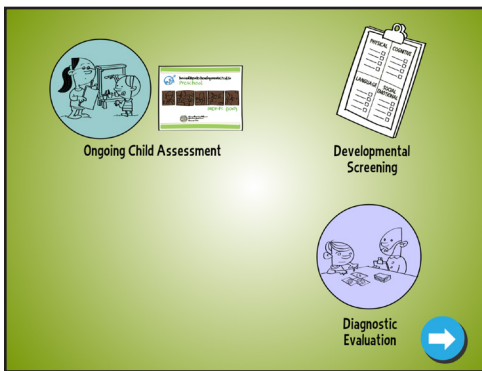 PHYSICAL
COGNITIVE
LANGUAGE
SOCIAL
EMOTIONAL
Ongoing Child Assessment
Developmental
Screening
Diagnostic
Evaluation